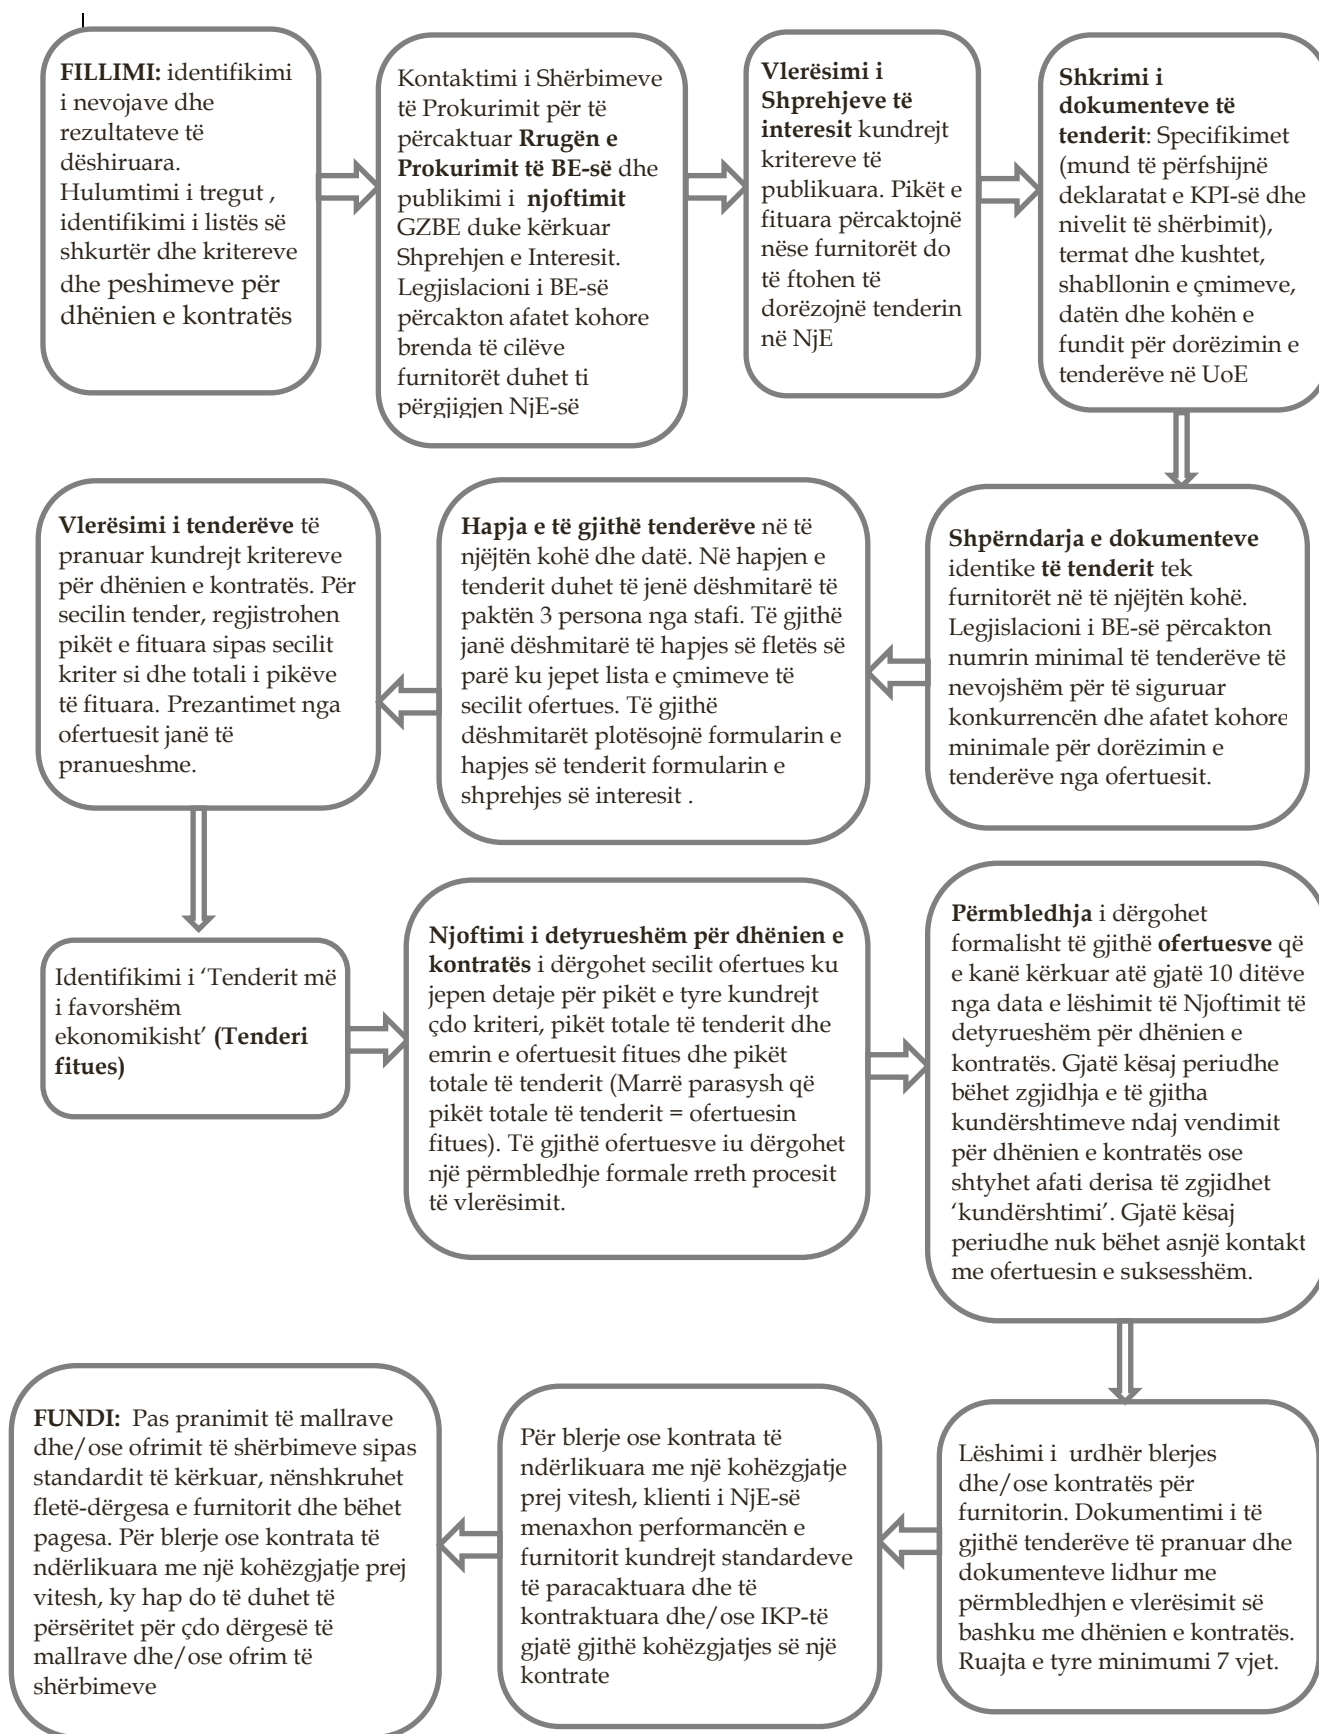 FILLIMI: identifikimi
i nevojave dhe
rezultateve të
dëshiruara.
Hulumtimi i tregut ,
identifikimi i listës së
shkurtër dhe kritereve
dhe peshimeve për
dhënien e kontratës
Kontaktimi i Shërbimeve
të Prokurimit për të
përcaktuar Rrugën e
Prokurimit të BE-së dhe
publikimi i njoftimit
GZBE duke kërkuar
Shprehjen e Interesit.
Legjislacioni i BE-së
përcakton afatet kohore
brenda të cilëve
furnitorët duhet ti
përgjigjen NjE-së
Vlerësimi i
Shprehjeve të
interesit kundrejt
kritereve të
publikuara. Pikët e
fituara përcaktojnë
nëse furnitorët do
të ftohen të
dorëzojnë tenderin
në NjE
Shkrimi i
dokumenteve të
tenderit: Specifikimet
(mund të përfshijnë
deklaratat e KPI-së dhe
nivelit të shërbimit),
termat dhe kushtet,
shabllonin e çmimeve,
datën dhe kohën e
fundit për dorëzimin e
tenderëve në UoE
Shpërndarja e dokumenteve
identike të tenderit tek
furnitorët në të njëjtën kohë.
Legjislacioni i BE-së përcakton
numrin minimal të tenderëve të
nevojshëm për të siguruar
konkurrencën dhe afatet kohore
minimale për dorëzimin e
tenderëve nga ofertuesit.
Hapja e të gjithë tenderëve në të
njëjtën kohë dhe datë. Në hapjen e
tenderit duhet të jenë dëshmitarë të
paktën 3 persona nga stafi. Të gjithë
janë dëshmitarë të hapjes së fletës së
parë ku jepet lista e çmimeve të
secilit ofertues. Të gjithë
dëshmitarët plotësojnë formularin e
hapjes së tenderit formularin e
shprehjes së interesit .
Vlerësimi i tenderëve të
pranuar kundrejt kritereve
për dhënien e kontratës. Për
secilin tender, regjistrohen
pikët e fituara sipas secilit
kriter si dhe totali i pikëve
të fituara. Prezantimet nga
ofertuesit janë të
pranueshme.
Identifikimi i ‘Tenderit më
i favorshëm
ekonomikisht’ (Tenderi
fitues)
Njoftimi i detyrueshëm për dhënien e
kontratës i dërgohet secilit ofertues ku
jepen detaje për pikët e tyre kundrejt
çdo kriteri, pikët totale të tenderit dhe
emrin e ofertuesit fitues dhe pikët
totale të tenderit (Marrë parasysh që
pikët totale të tenderit = ofertuesin
fitues). Të gjithë ofertuesve iu dërgohet
një përmbledhje formale rreth procesit
të vlerësimit.
Përmbledhja i dërgohet
formalisht të gjithë ofertuesve që
e kanë kërkuar atë gjatë 10 ditëve
nga data e lëshimit të Njoftimit të
detyrueshëm për dhënien e
kontratës. Gjatë kësaj periudhe
bëhet zgjidhja e të gjitha
kundërshtimeve ndaj vendimit
për dhënien e kontratës ose
shtyhet afati derisa të zgjidhet
‘kundërshtimi’. Gjatë kësaj
periudhe nuk bëhet asnjë kontakt
me ofertuesin e suksesshëm.
Lëshimi i urdhër blerjes
dhe/ose kontratës për
furnitorin. Dokumentimi i të
gjithë tenderëve të pranuar dhe
dokumenteve lidhur me
përmbledhjen e vlerësimit së
bashku me dhënien e kontratës.
Ruajta e tyre minimumi 7 vjet.
Për blerje ose kontrata të
ndërlikuara me një kohëzgjatje
prej vitesh, klienti i NjE-së
menaxhon performancën e
furnitorit kundrejt standardeve
të paracaktuara dhe të
kontraktuara dhe/ose IKP-të
gjatë gjithë kohëzgjatjes së një
kontrate
FUNDI: Pas pranimit të mallrave
dhe/ose ofrimit të shërbimeve sipas
standardit të kërkuar, nënshkruhet
fletë-dërgesa e furnitorit dhe bëhet
pagesa. Për blerje ose kontrata të
ndërlikuara me një kohëzgjatje prej
vitesh, ky hap do të duhet të
përsëritet për çdo dërgesë të
mallrave dhe/ose ofrim të
shërbimeve